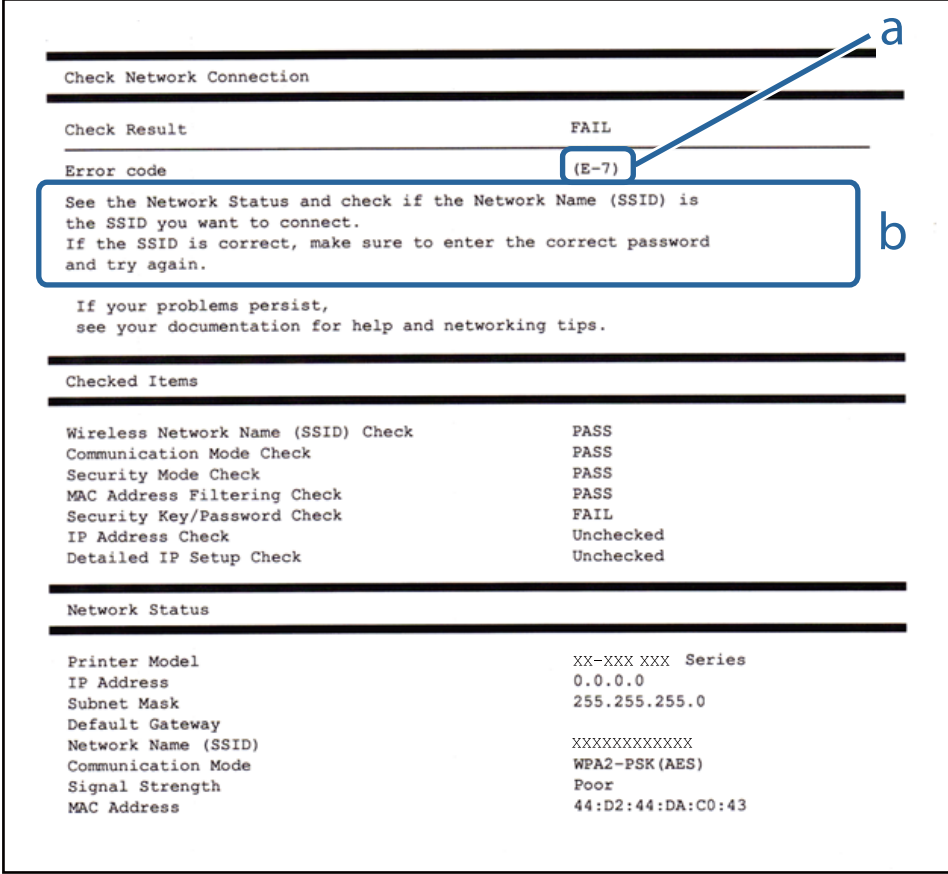 a
Check Network Connection
Check Result FAIL
Error code (E-7)
See the Network Status and check if the Network Name (SSID) is
the SSID you want to connect.
If the SSID is correct, make sure to enter the correct password
and try again.
b
If your problems persist,
see your documentation for help and networking tips.
Checked Items
Wireless Network Name (SSID) Check PASS
Communication Mode Check PASS
Security Mode Check PASS
MAC Address Filtering Check PASS
Security Key/Password Check FAIL
IP Address Check Unchecked
Detailed IP Setup Check Unchecked
Network Status
Printer Model XX-XXX XXX Series
IP Address 0.0.0.0
Subnet Mask 255.255.255.0
Default Gateway
Network Name (SSID) XXXXXXXXXXXX
Communication Mode WPA2-PSK(AES)
Signal Strength Poor
MAC Address 44:D2:44:DA:C0:43